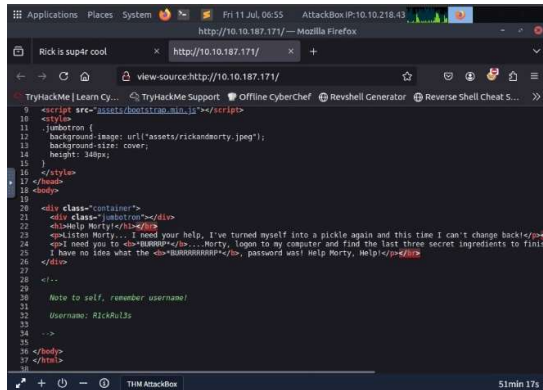 Applications Places System Fri 11 Jul, 06:55 AttackBox IP:10.10.218.43
http://10.10.187.171/ — Mozilla Firefox
Rick is sup4r cool × http://10.10.187.171/ × +
view-source:http://10.10.187.171/
TryHackMe | Learn Cy... TryHackMe Support Offline CyberChef Revshell Generator Reverse Shell Cheat S... »
9 <script src="assets/bootstrap.min.js"></script>
10 <style>
11 .jumbotron {
12 background-image: url("assets/rickandmorty.jpeg");
13 background-size: cover;
14 height: 340px;
15 }
16 </style>
17 </head>
18 <body>
19
20 <div class="container">
21 <div class="jumbotron"></div>
22 <h1>Help Morty!</h1></br>
23 <p>Listen Morty... I need your help, I've turned myself into a pickle again and this time I can't change back!</p>
24 <p>I need you to <b>*BURRRP*</b>....Morty, logon to my computer and find the last three secret ingredients to finis
25 I have no idea what the <b>*BURRRRRRRRP*</b>, password was! Help Morty, Help!</p></br>
26 </div>
27
28 <!--
29
30 Note to self, remember username!
31
32 Username: R1ckRul3s
33
34 -->
35
36 </body>
37 </html>
38
THM AttackBox 51min 17s